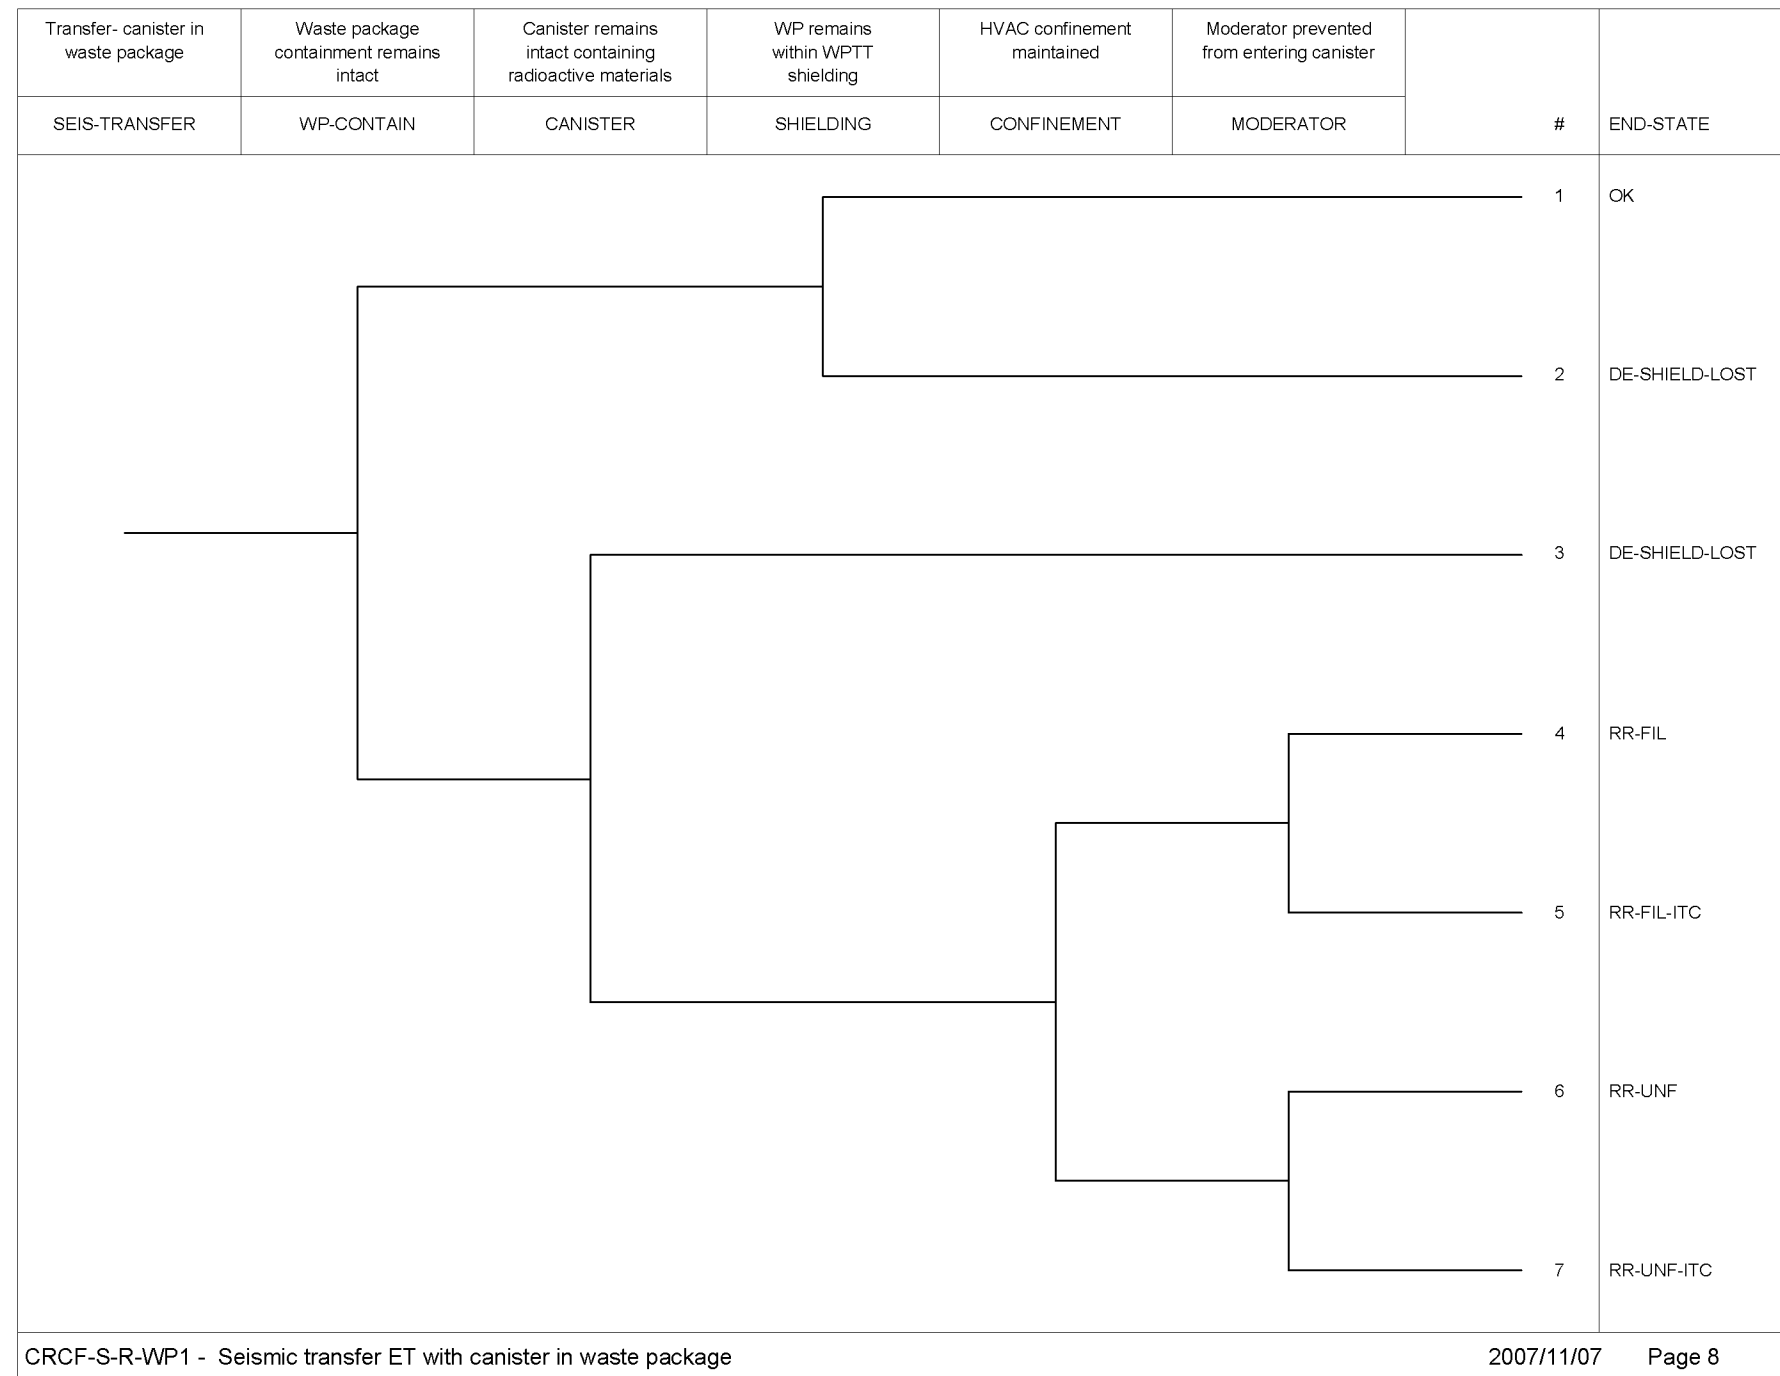 Transfer- canister in
waste package
Waste package
containment remains
intact
Canister remains
intact containing
radioactive materials
WP remains
within WPTT
shielding
HVAC confinement
maintained
Moderator prevented
from entering canister
SEIS-TRANSFER
WP-CONTAIN
CANISTER
SHIELDING
CONFINEMENT
MODERATOR
#
END-STATE
1 OK
2 DE-SHIELD-LOST
3 DE-SHIELD-LOST
4 RR-FIL
5 RR-FIL-ITC
6 RR-UNF
7 RR-UNF-ITC
CRCF-S-R-WP1 - Seismic transfer ET with canister in waste package
2007/11/07 Page 8